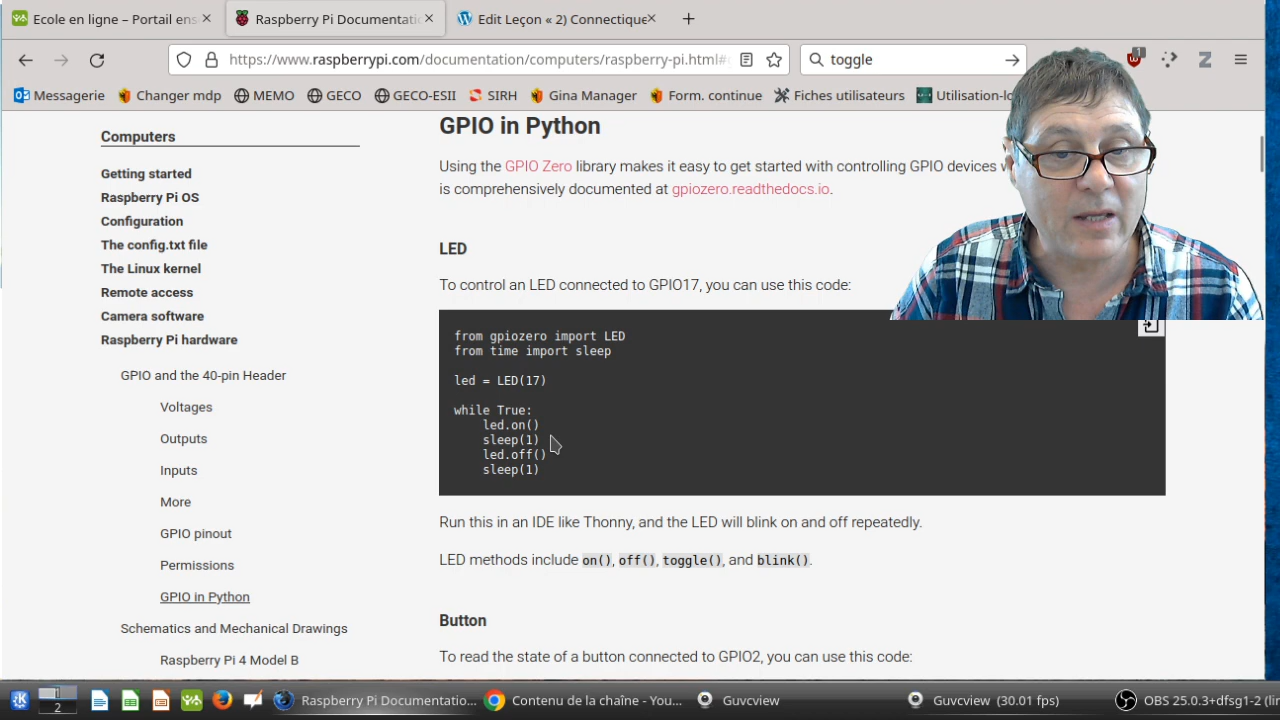 Ecole en ligne – Portail ens
Raspberry Pi Documentati
Edit Leçon « 2) Connectique
https://www.raspberrypi.com/documentation/computers/raspberry-pi.html#
toggle
1
Messagerie
Changer mdp
MEMO
GECO
GECO-ESII
SIRH
Gina Manager
Form. continue
Fiches utilisateurs
Utilisation-lo
Computers
Getting started
Raspberry Pi OS
Configuration
The config.txt file
The Linux kernel
Remote access
Camera software
Raspberry Pi hardware
GPIO and the 40-pin Header
Voltages
Outputs
Inputs
More
GPIO pinout
Permissions
GPIO in Python
Schematics and Mechanical Drawings
Raspberry Pi 4 Model B
GPIO in Python
Using the GPIO Zero library makes it easy to get started with controlling GPIO devices
is comprehensively documented at gpiozero.readthedocs.io.
LED
To control an LED connected to GPIO17, you can use this code:
from gpiozero import LED
from time import sleep
led = LED(17)
while True:
led.on()
sleep(1)
led.off()
sleep(1)
Run this in an IDE like Thonny, and the LED will blink on and off repeatedly.
LED methods include on(), off(), toggle(), and blink().
Button
To read the state of a button connected to GPIO2, you can use this code:
2
Raspberry Pi Documentatio...
Contenu de la chaîne - You...
Guvcview
Guvcview (30.01 fps)
OBS 25.0.3+dfsg1-2 (lin